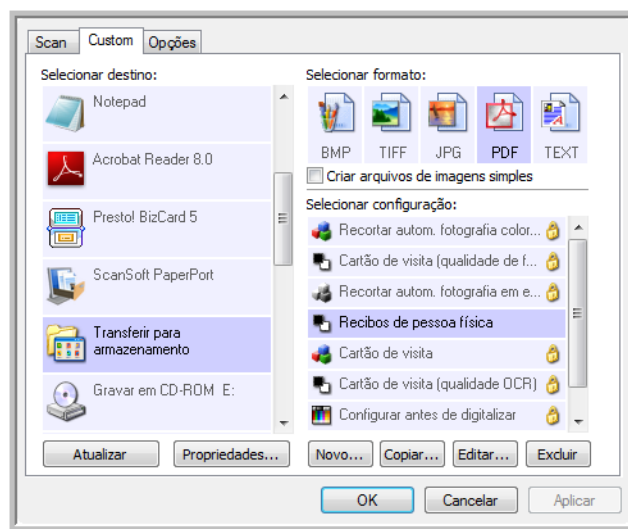 Scan Custom Opções
Selecionar destino:
Notepad
Acrobat Reader 8.0
Presto! BizCard 5
ScanSoft PaperPort
Transferir para
armazenamento
Gravar em CD-ROM E:
Atualizar Propriedades...
Selecionar formato:
BMP TIFF JPG PDF TEXT
Criar arquivos de imagens simples
Selecionar configuração:
Recortar autom. fotografia color...
Cartão de visita (qualidade de f...
Recortar autom. fotografia em e...
Recibos de pessoa física
Cartão de visita
Cartão de visita (qualidade OCR)
Configurar antes de digitalizar
Novo... Copiar... Editar... Excluir
OK Cancelar Aplicar